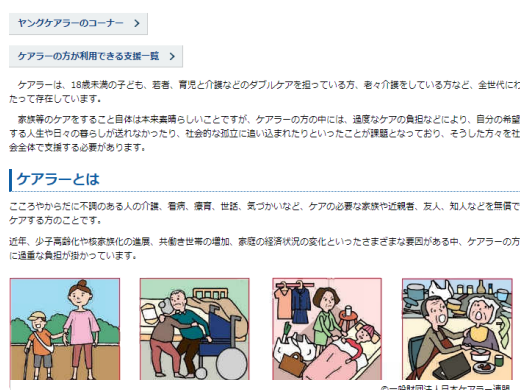 ヤングケアラーのコーナー
ケアラーの方が利用できる支援一覧
ケアラーは、18歳未満の子ども、若者、育児と介護などのダブルケアを担っている方、老々介護をしている方など、全世代にわ
たって存在しています。
家族等のケアをすること自体は本来素晴らしいことですが、ケアラーの方の中には、過度なケアの負担などにより、自分の希望
する人生や日々の暮らしが送れなかったり、社会的な孤立に追い込まれたりといったことが課題となっており、そうした方々を社
会全体で支援する必要があります。
ケアラーとは
こころやからだに不調のある人の介護、看病、療育、世話、気づかいなど、ケアの必要な家族や近親者、友人、知人などを無償で
ケアする方のことです。
近年、少子高齢化や核家族化の進展、共働き世帯の増加、家庭の経済状況の変化といったさまざまな要因がある中、ケアラーの方
に過重な負担が掛かっています。
©一般財団法人日本ケアラー連盟